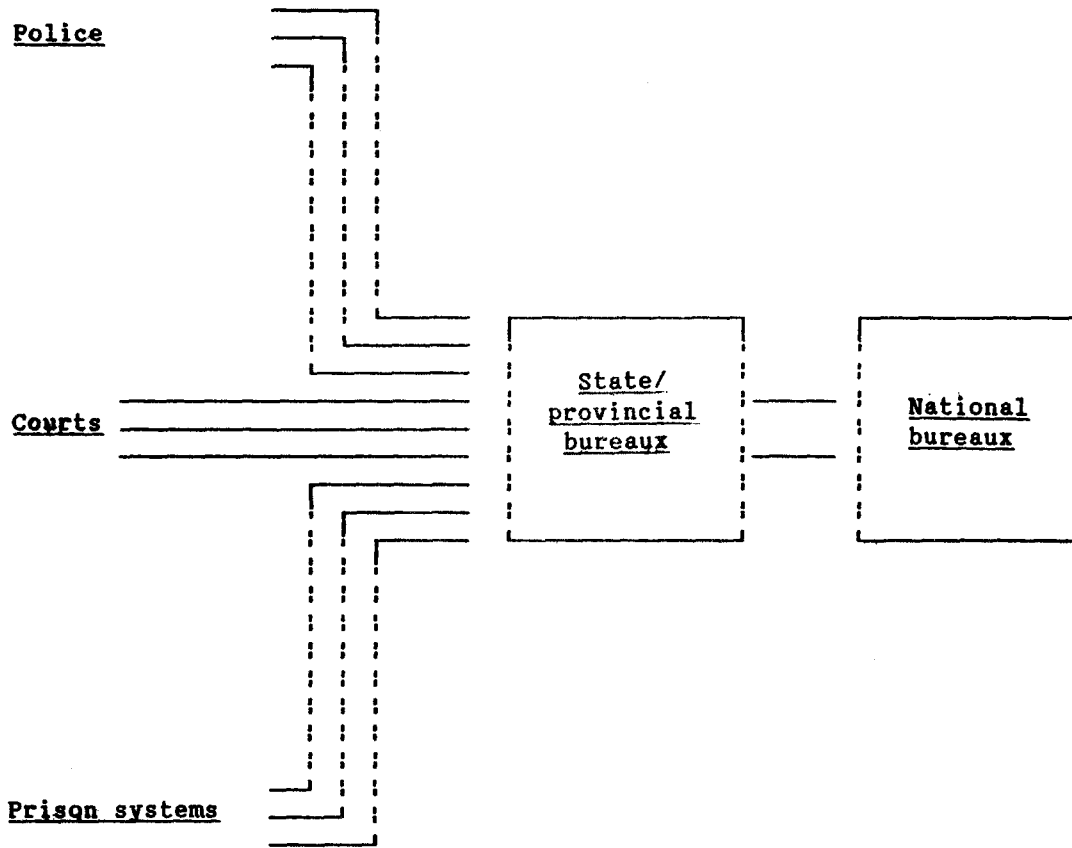 Police
State/
provincial
bureaux
National
bureaux
Courts
Prison systems